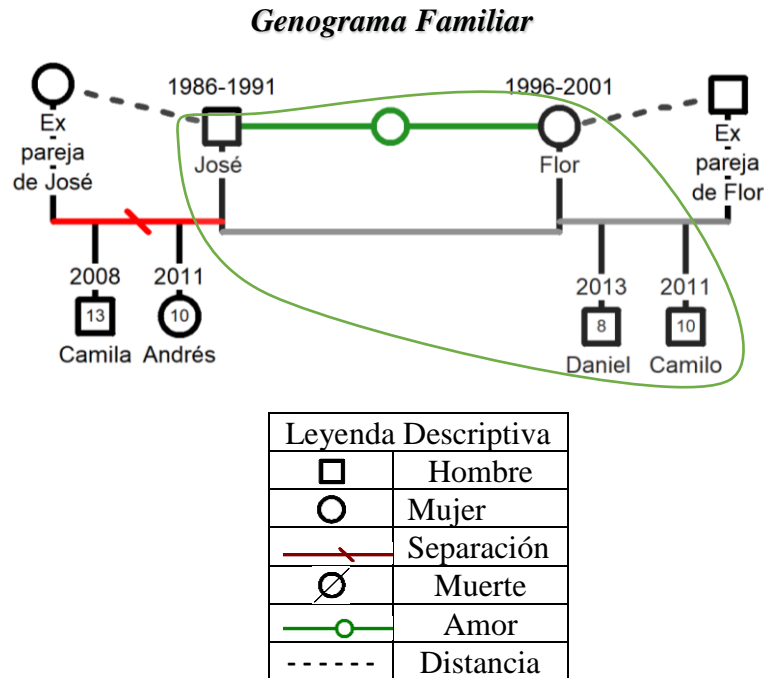 Genograma Familiar
1986-1991
1996-2001
Ex
pareja
de José
José
Flor
Ex
pareja
de Flor
2008
2011
2013
2011
13
10
8
10
Camila
Andrés
Daniel
Camilo
Leyenda Descriptiva
Hombre
Mujer
Separación
Muerte
Amor
Distancia